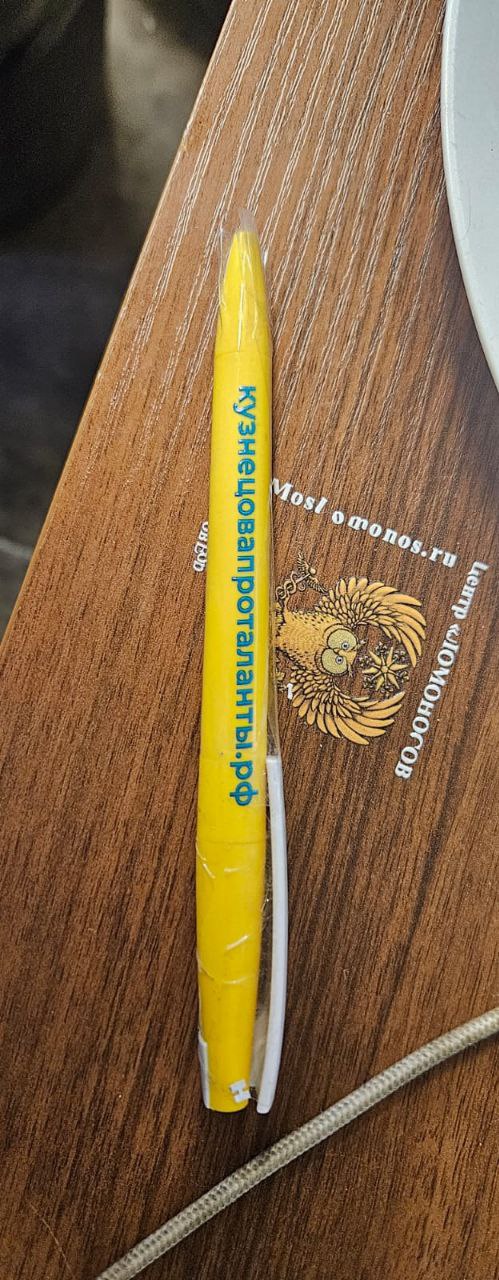 кузнецовапроталанты.рф
Mosl omonos.ru
Центр «ЛОМОНОСОВ